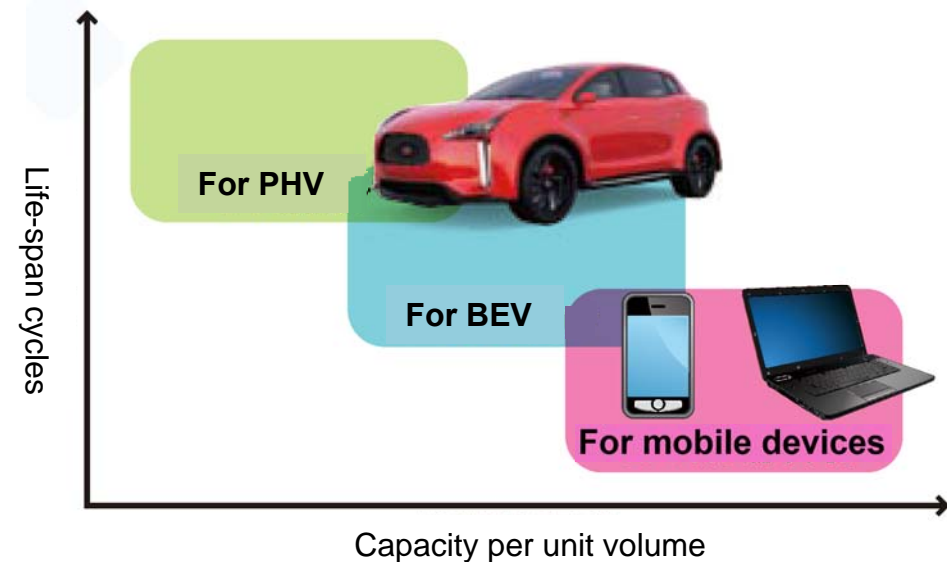 Life-span cycles
For PHV
For BEV
For mobile devices
Capacity per unit volume